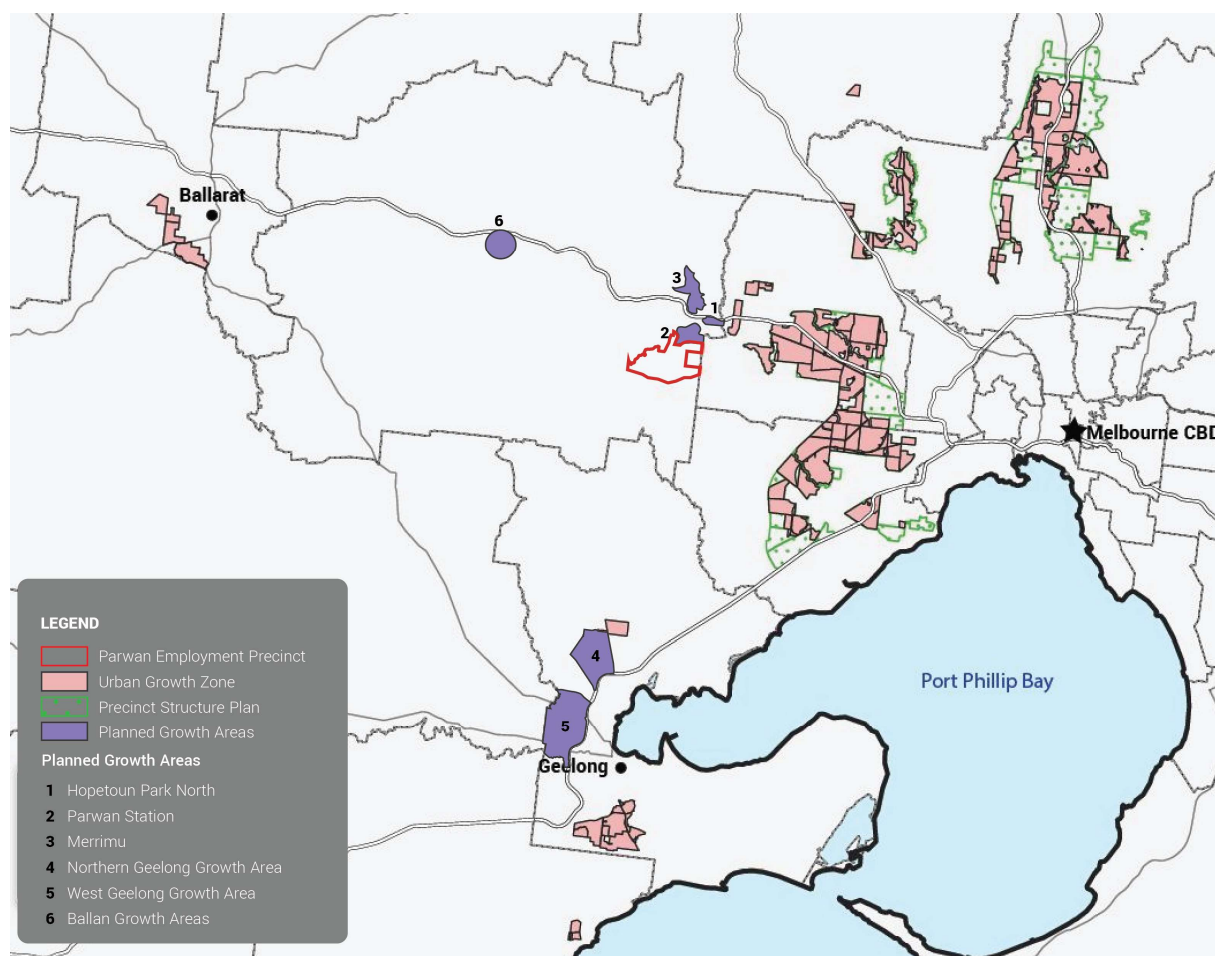 Ballarat
6
3
1
2
Melbourne CBD
4
Port Phillip Bay
5
Geelong
LEGEND
Parwan Employment Precinct
Urban Growth Zone
Precinct Structure Plan
Planned Growth Areas
Planned Growth Areas
1 Hopetoun Park North
2 Parwan Station
3 Merrimu
4 Northern Geelong Growth Area
5 West Geelong Growth Area
6 Ballan Growth Areas